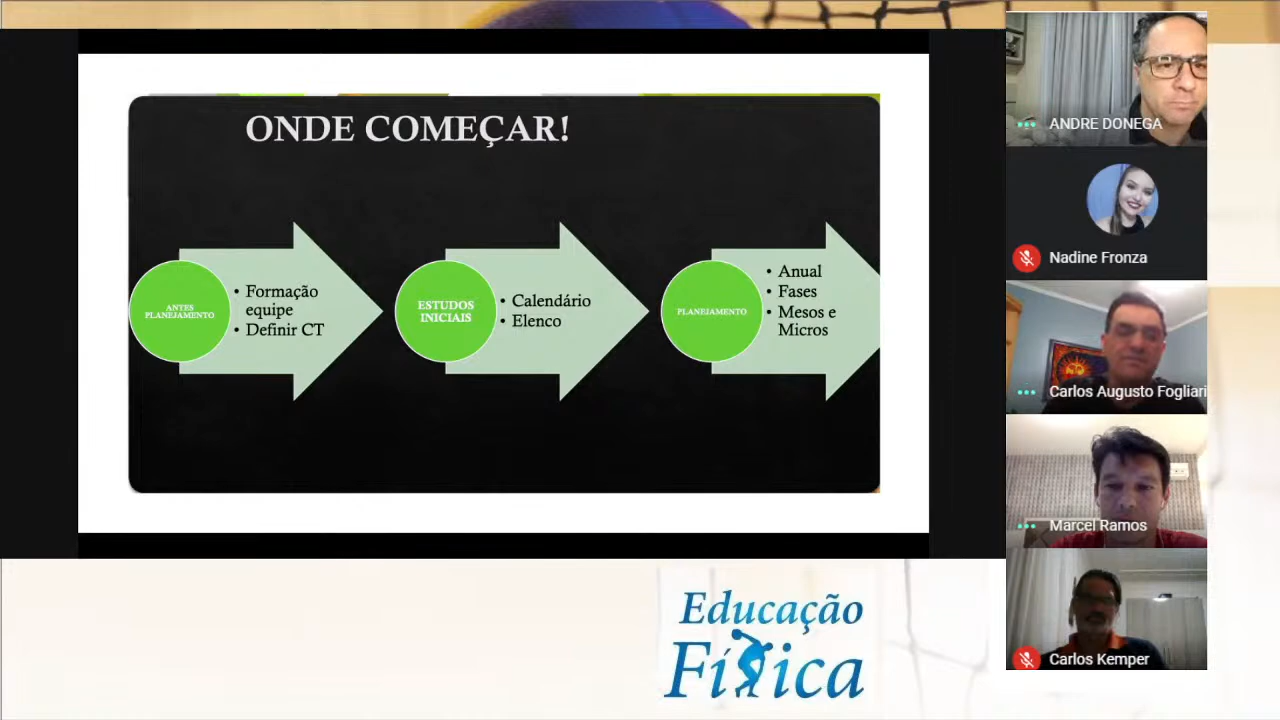 ONDE COMEÇAR!
ANTES
PLANEJAMENTO
• Formação
equipe
• Definir CT
ESTUDOS
INICIAIS
• Calendário
• Elenco
PLANEJAMENTO
• Anual
• Fases
• Mesos e
Micros
ANDRE DONEGA
Nadine Fronza
Carlos Augusto Fogliari
Marcel Ramos
Carlos Kemper
Educação
Física